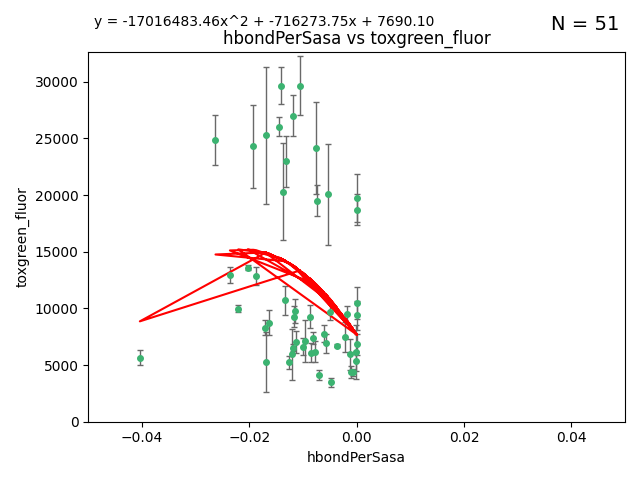 y = -17016483.46x^2 + -716273.75x + 7690.10
N = 51
hbondPerSasa vs toxgreen_fluor
30000
25000
20000
15000
10000
5000
0
toxgreen_fluor
−0.04
−0.02
0.00
0.02
0.04
hbondPerSasa